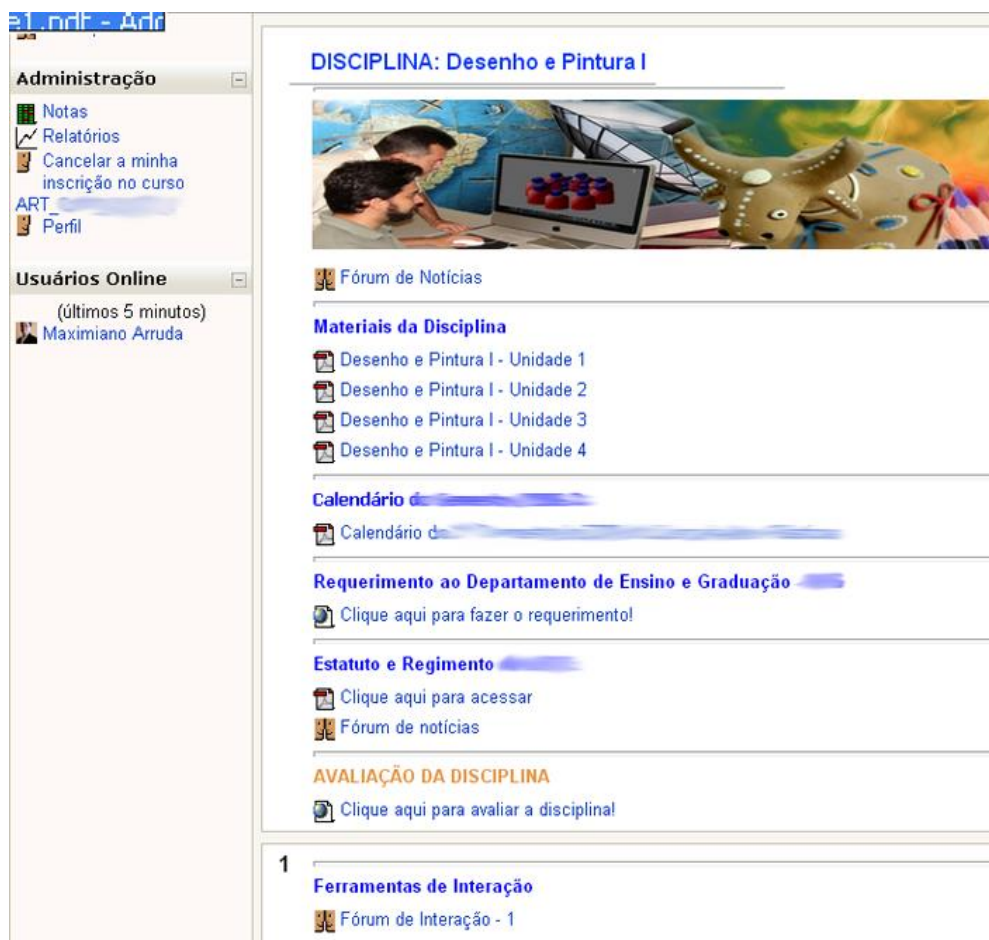 Administração
Notas
Relatórios
Cancelar a minha
inscrição no curso
ART_
Perfil
Usuários Online
(últimos 5 minutos)
Maximiano Arruda
DISCIPLINA: Desenho e Pintura I
Fórum de Notícias
Materiais da Disciplina
Desenho e Pintura I - Unidade 1
Desenho e Pintura I - Unidade 2
Desenho e Pintura I - Unidade 3
Desenho e Pintura I - Unidade 4
Calendário
Calendário
Requerimento ao Departamento de Ensino e Graduação
Clique aqui para fazer o requerimento!
Estatuto e Regimento
Clique aqui para acessar
Fórum de notícias
AVALIAÇÃO DA DISCIPLINA
Clique aqui para avaliar a disciplina!
1
Ferramentas de Interação
Fórum de Interação - 1